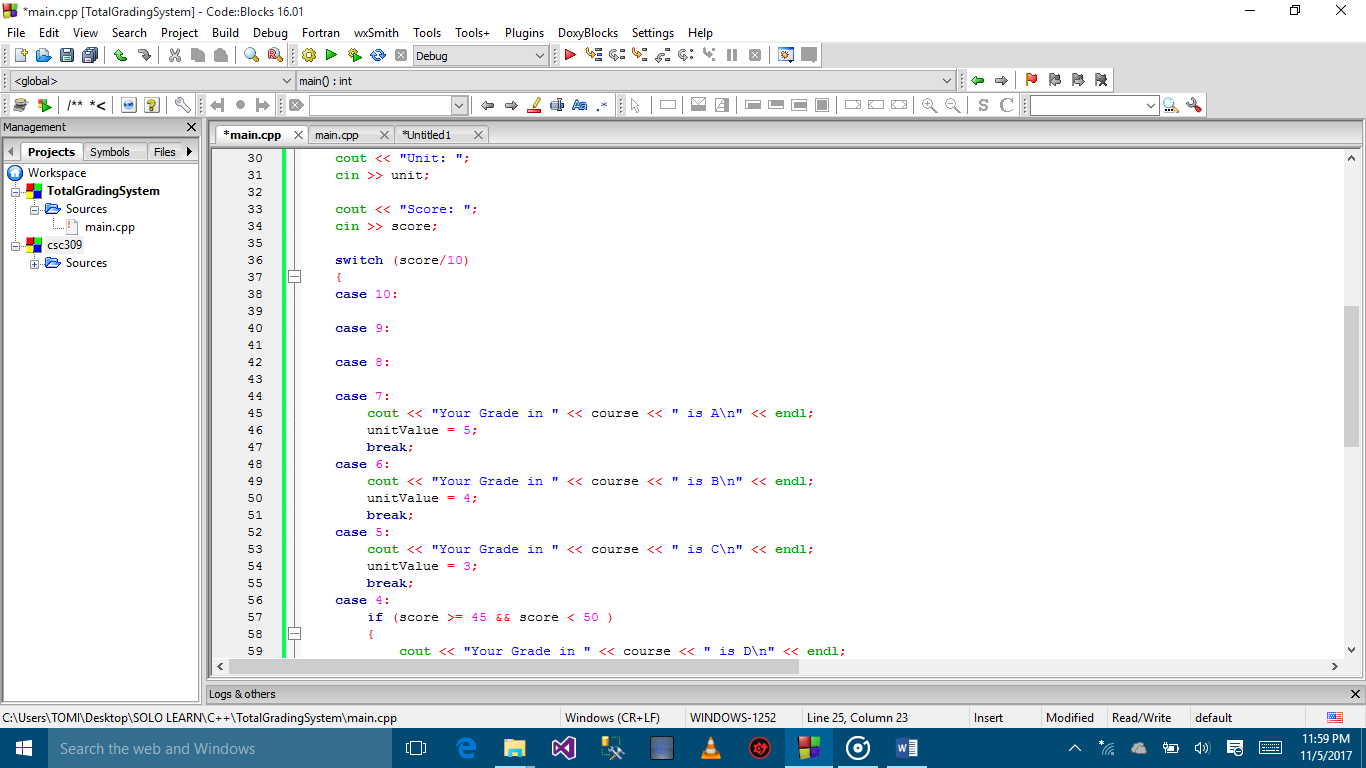 *main.cpp [TotalGradingSystem] - Code::Blocks 16.01
File Edit View Search Project Build Debug Fortran wxSmith Tools Tools+ Plugins DoxyBlocks Settings Help
Debug
<global> main() : int
/** *<
Aa .* S C
Management
*main.cpp main.cpp *Untitled1
Projects Symbols Files
Workspace
TotalGradingSystem
Sources
main.cpp
csc309
Sources
30 cout << "Unit: ";
31 cin >> unit;
32
33 cout << "Score: ";
34 cin >> score;
35
36 switch (score/10)
37 {
38 case 10:
39
40 case 9:
41
42 case 8:
43
44 case 7:
45 cout << "Your Grade in " << course << " is A\n" << endl;
46 unitValue = 5;
47 break;
48 case 6:
49 cout << "Your Grade in " << course << " is B\n" << endl;
50 unitValue = 4;
51 break;
52 case 5:
53 cout << "Your Grade in " << course << " is C\n" << endl;
54 unitValue = 3;
55 break;
56 case 4:
57 if (score >= 45 && score < 50 )
58 {
59 cout << "Your Grade in " << course << " is D\n" << endl;
Logs & others
C:\Users\TOMI\Desktop\SOLO LEARN\C++\TotalGradingSystem\main.cpp Windows (CR+LF) WINDOWS-1252 Line 25, Column 23 Insert Modified Read/Write default
Search the web and Windows
11:59 PM
11/5/2017